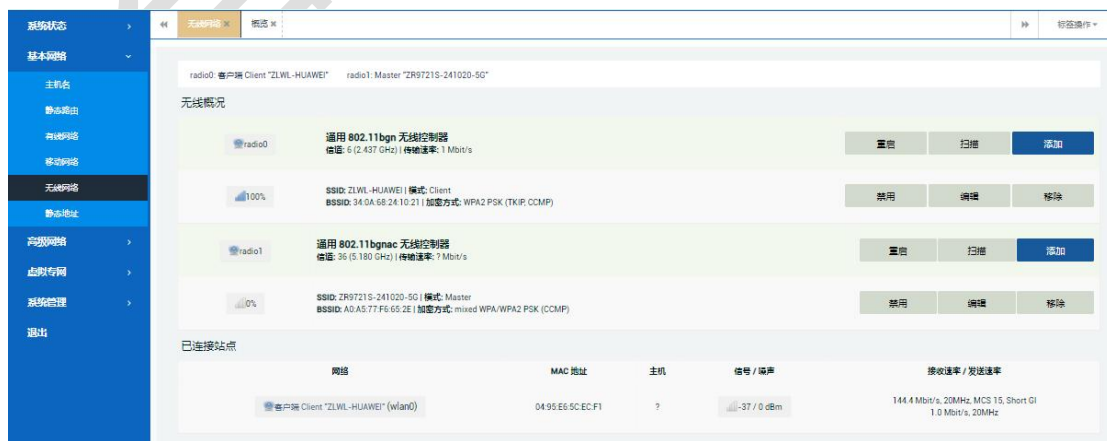 系统状态
基本网络
主机名
静态路由
有线网络
移动网络
无线网络
静态地址
高级网络
虚拟专网
系统管理
退出
无线网络 概览 标签操作
radio0: 客户端 Client "ZLWL-HUAWEI" radio1: Master "ZR9721S-241020-5G"
无线概况
radio0
通用 802.11bgn 无线控制器
信道: 6 (2.437 GHz) | 传输速率: 1 Mbit/s
重启 扫描 添加
100%
SSID: ZLWL-HUAWEI | 模式: Client
BSSID: 34:0A:68:24:10:21 | 加密方式: WPA2 PSK (TKIP, CCMP)
禁用 编辑 移除
radio1
通用 802.11bgnac 无线控制器
信道: 36 (5.180 GHz) | 传输速率: ? Mbit/s
重启 扫描 添加
0%
SSID: ZR9721S-241020-5G | 模式: Master
BSSID: A0:A5:77:F6:65:2E | 加密方式: mixed WPA/WPA2 PSK (CCMP)
禁用 编辑 移除
已连接站点
网络 MAC 地址 主机 信号 / 噪声 接收速率 / 发送速率
客户端 Client "ZLWL-HUAWEI" (wlan0) 04:95:E6:5C:EC:F1 ? -37 / 0 dBm
144.4 Mbit/s, 20MHz, MCS 15, Short GI
1.0 Mbit/s, 20MHz